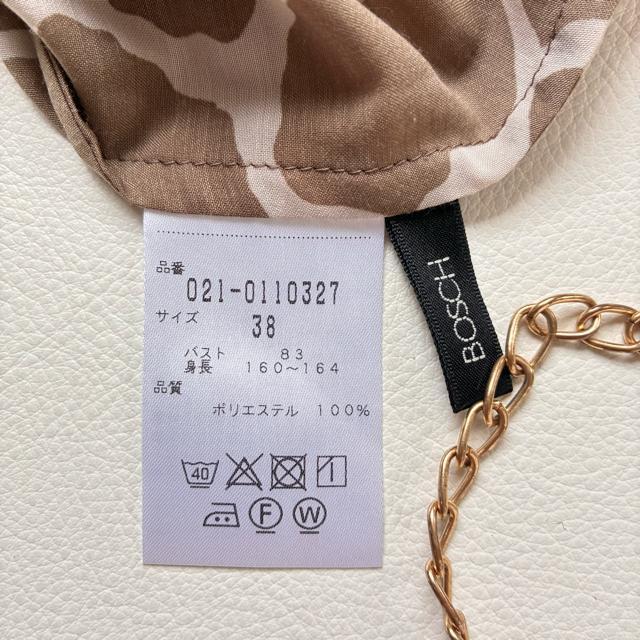 品番
021-0110327
サイズ
38
バスト 83
身長 160～164
品質
ポリエステル 100%
40
F W
BOSCH